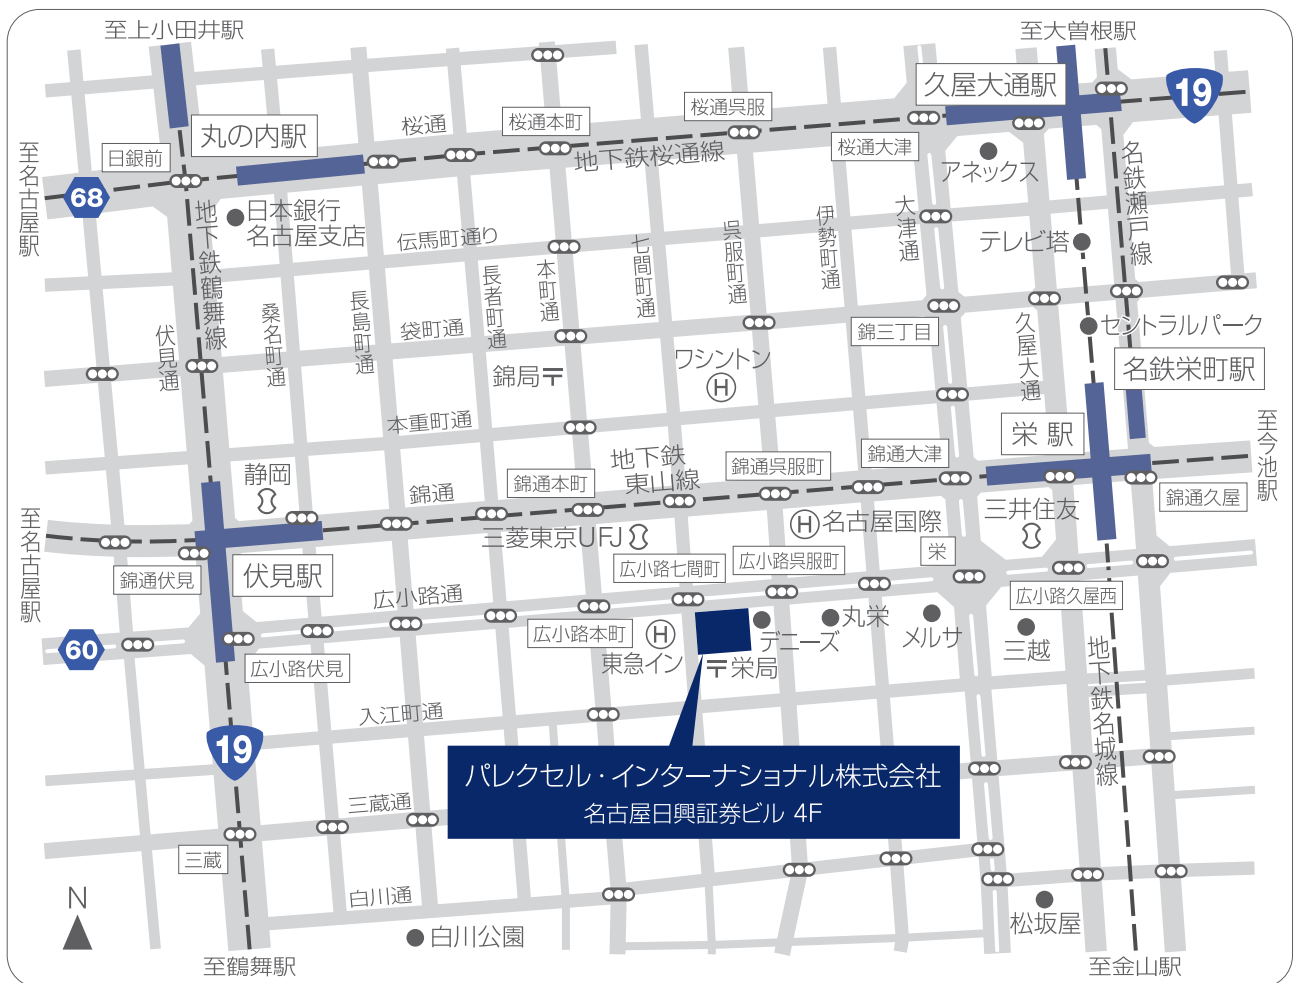 至上小田井駅
至大曽根駅
久屋大通駅
19
丸の内駅
桜通
桜通本町
桜通呉服
地下鉄桜通線
桜通大津
アネックス
日銀前
至名古屋駅
68
日本銀行
名古屋支店
地下鉄鶴舞線
伝馬町通り
大津通
名鉄瀬戸線
テレビ塔
伏見通
桑名町通
長島町通
袋町通
長者町通
本町通
七間町通
呉服町通
伊勢町通
錦三丁目
久屋大通
セントラルパーク
名鉄栄町駅
錦局〒
ワシントン
H
本重町通
栄 駅
至今池駅
静岡
錦通
錦通本町
地下鉄
東山線
錦通呉服町
錦通大津
錦通久屋
至名古屋駅
三菱東京UFJ
H
名古屋国際
三井住友
栄
錦通伏見
伏見駅
広小路通
広小路七間町
広小路呉服町
広小路久屋西
60
広小路伏見
広小路本町
H
東急イン
デニーズ
丸栄
メルサ
三越
〒栄局
地下鉄名城線
入江町通
19
パレクセル・インターナショナル株式会社
名古屋日興証券ビル 4F
三蔵通
三蔵
白川通
N
白川公園
松坂屋
至鶴舞駅
至金山駅